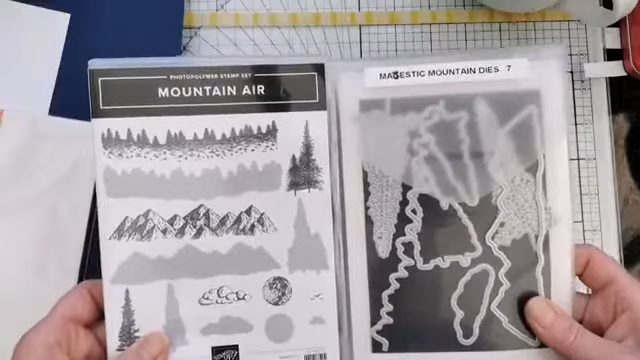 PHOTOPOLYMER STAMP SET
MOUNTAIN AIR
MAJESTIC MOUNTAIN DIES 7